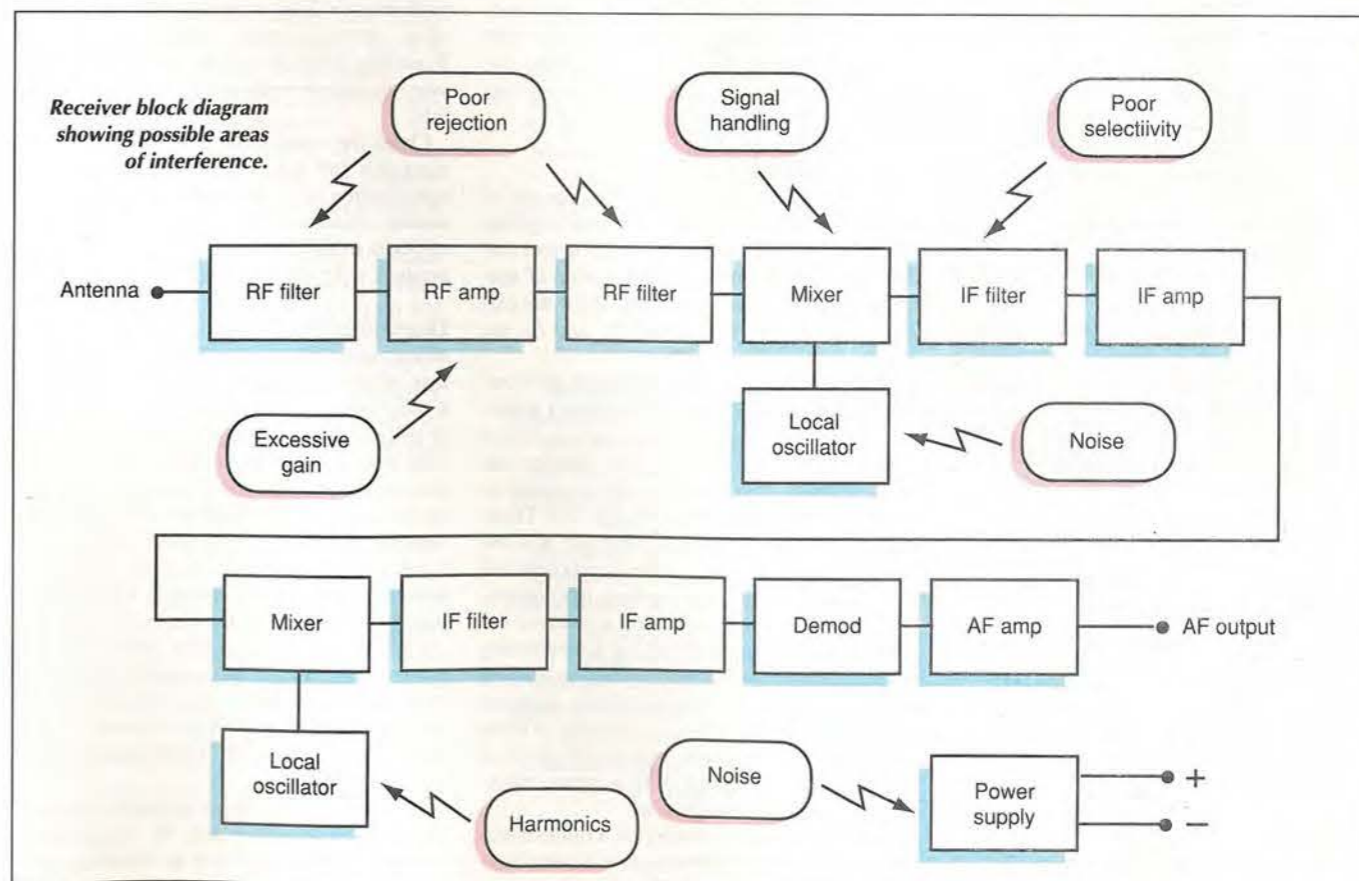 Receiver block diagram
showing possible areas
of interference.
Poor
rejection
Signal
handling
Poor
selectiivity
Antenna
RF filter
RF amp
RF filter
Mixer
IF filter
IF amp
Excessive
gain
Local
oscillator
Noise
Mixer
IF filter
IF amp
Demod
AF amp
AF output
Local
oscillator
Harmonics
Noise
Power
supply
+
−